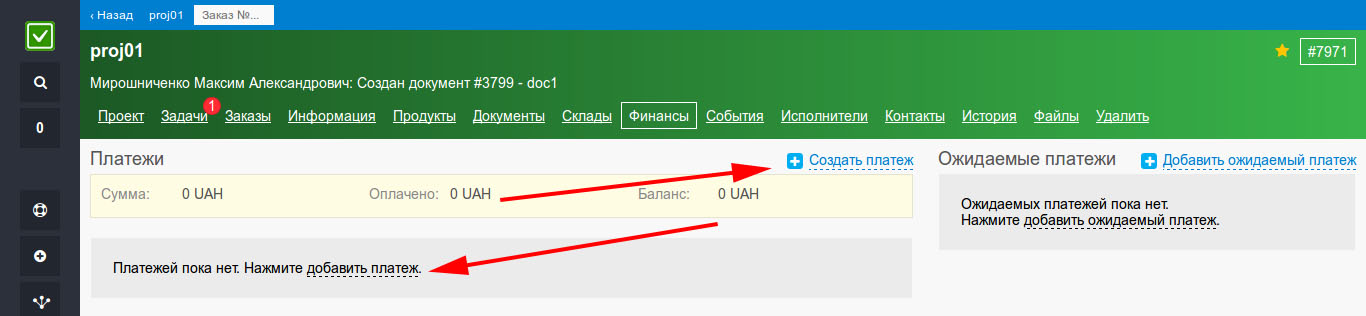 ‹ Назад proj01 Заказ №...
proj01
#7971
Мирошниченко Максим Александрович: Создан документ #3799 - doc1
1
Проект Задачи Заказы Информация Продукты Документы Склады Финансы События Исполнители Контакты История Файлы Удалить
0
Платежи
Создать платеж
Сумма: 0 UAH Оплачено: 0 UAH Баланс: 0 UAH
Платежей пока нет. Нажмите добавить платеж.
Ожидаемые платежи
Добавить ожидаемый платеж
Ожидаемых платежей пока нет.
Нажмите добавить ожидаемый платеж.